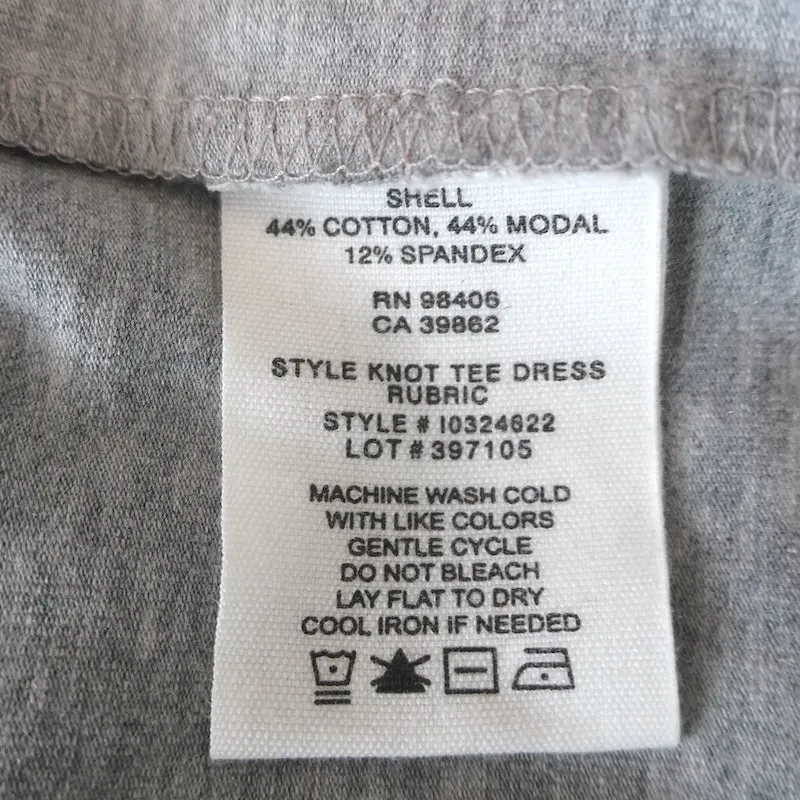 SHELL
44% COTTON, 44% MODAL
12% SPANDEX
RN 98406
CA 39862
STYLE KNOT TEE DRESS
RUBRIC
STYLE # I0324622
LOT # 397105
MACHINE WASH COLD
WITH LIKE COLORS
GENTLE CYCLE
DO NOT BLEACH
LAY FLAT TO DRY
COOL IRON IF NEEDED